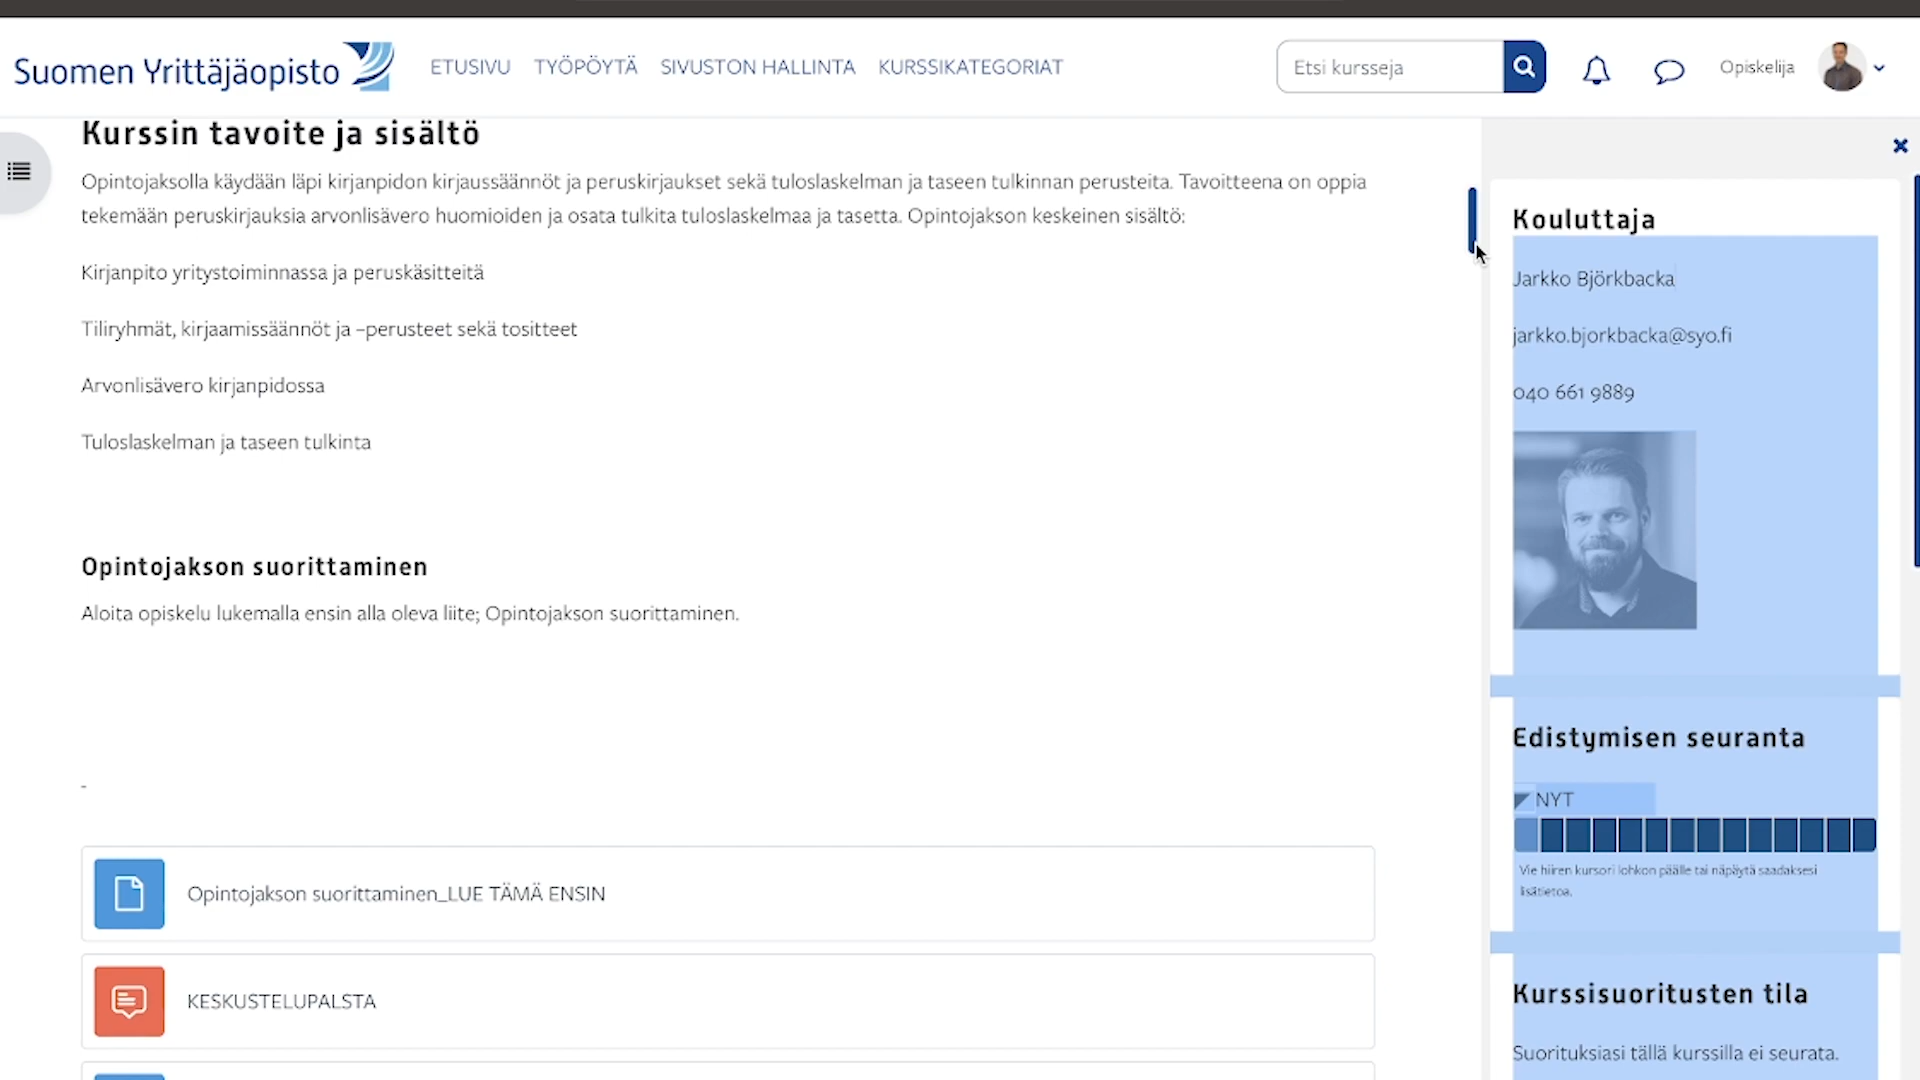 Suomen Yrittäjäopisto
ETUSIVU TYÖPÖYTÄ SIVUSTON HALLINTA KURSSIKATEGORIAT
Etsi kursseja
Opiskelija
Kurssin tavoite ja sisältö
Opintojaksolla käydään läpi kirjanpidon kirjaussäännöt ja peruskirjaukset sekä tuloslaskelman ja taseen tulkinnan perusteita. Tavoitteena on oppia
tekemään peruskirjauksia arvonlisävero huomioiden ja osata tulkita tuloslaskelmaa ja tasetta. Opintojakson keskeinen sisältö:
Kirjanpito yritystoiminnassa ja peruskäsitteitä
Tiliryhmät, kirjaamissäännöt ja –perusteet sekä tositteet
Arvonlisävero kirjanpidossa
Tuloslaskelman ja taseen tulkinta
Opintojakson suorittaminen
Aloita opiskelu lukemalla ensin alla oleva liite; Opintojakson suorittaminen.
-
Opintojakson suorittaminen_LUE TÄMÄ ENSIN
KESKUSTELUPALSTA
Kouluttaja
Jarkko Björkbacka
jarkko.bjorkbacka@syo.fi
040 661 9889
Edistymisen seuranta
NYT
Vie hiiren kursori lohkon päälle tai näpäytä saadaksesi
lisätietoa.
Kurssisuoritusten tila
Suorituksiasi tällä kurssilla ei seurata.